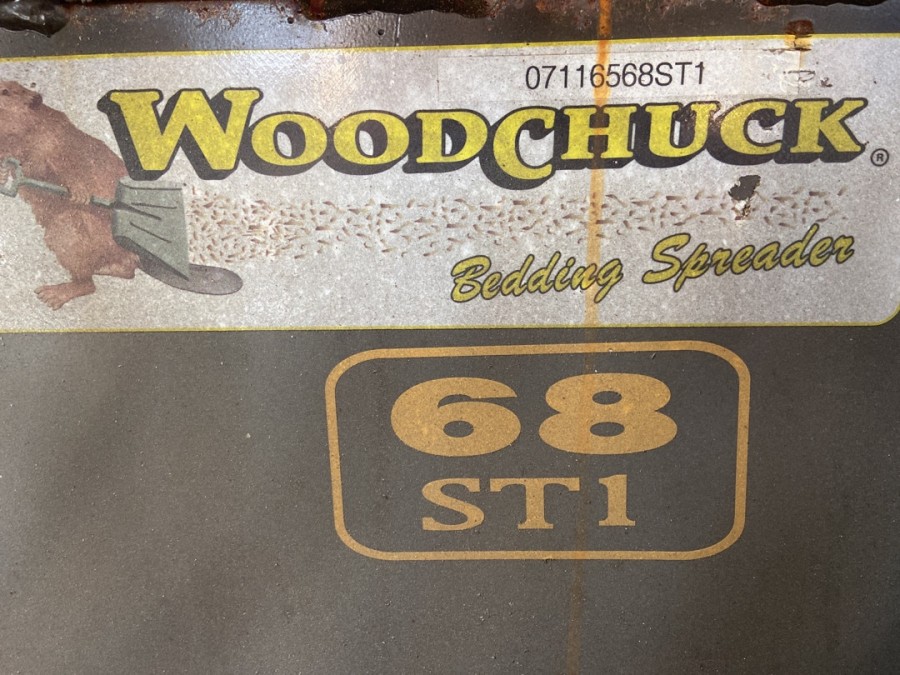 07116568ST1
WOODCHUCK®
Bedding Spreader
68
ST1